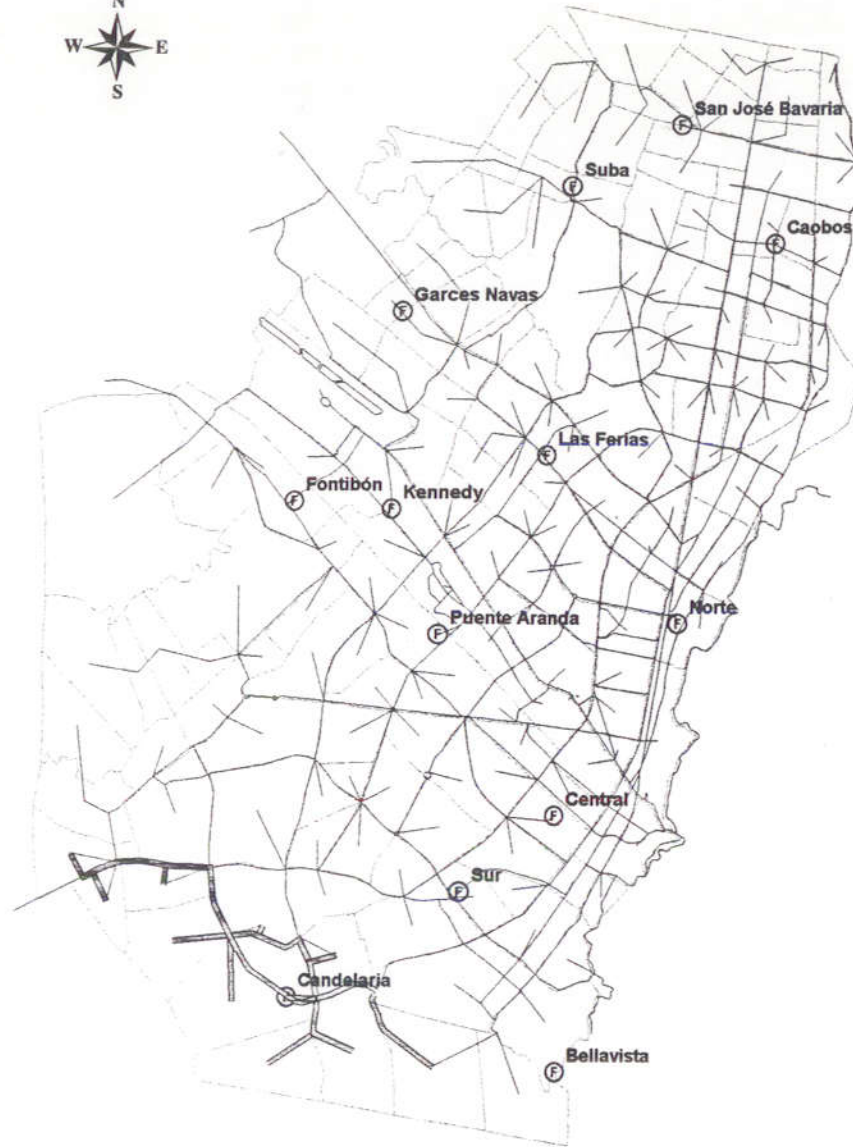 N
W E
S
San José Bavaria
F
Suba
F
Caobos
F
Garces Navas
F
Las Ferias
F
Fontibón
F
Kennedy
F
Puente Aranda
F
Norte
F
Central
F
Sur
F
Candelaria
F
Bellavista
F